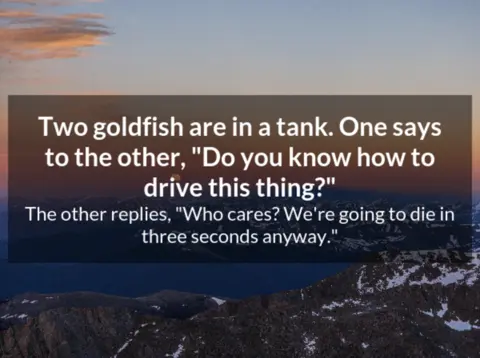 Two goldfish are in a tank. One says
to the other, "Do you know how to
drive this thing?"
The other replies, "Who cares? We're going to die in
three seconds anyway."